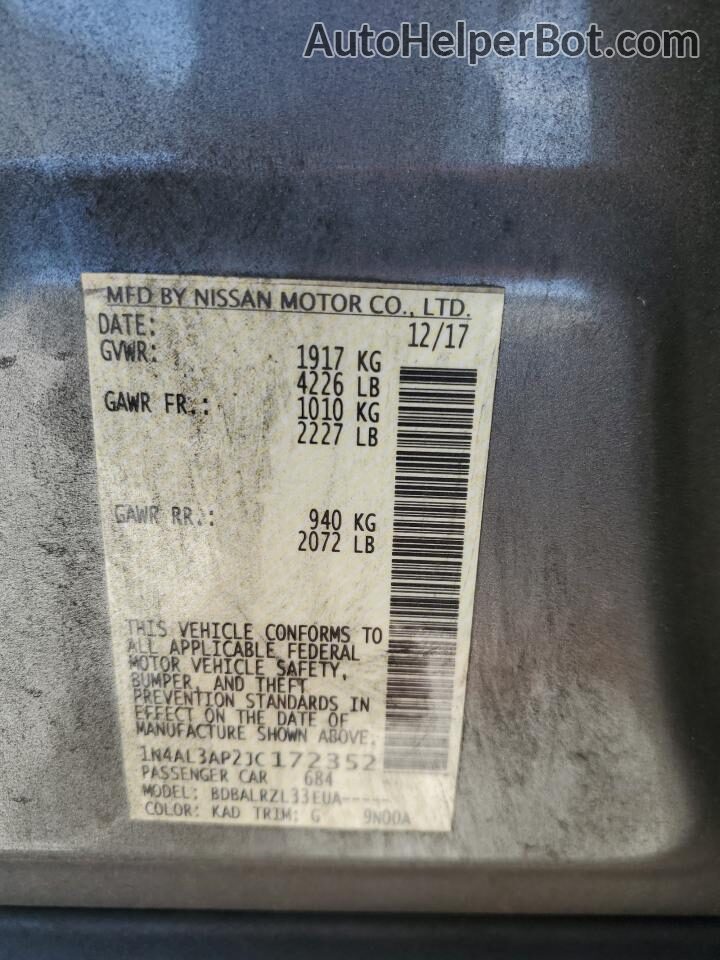 AutoHelperBot.com
MFD BY NISSAN MOTOR CO., LTD.
DATE: 12/17
GVWR: 1917 KG
4226 LB
GAWR FR.: 1010 KG
2227 LB
GAWR RR.: 940 KG
2072 LB
THIS VEHICLE CONFORMS TO
ALL APPLICABLE FEDERAL
MOTOR VEHICLE SAFETY,
BUMPER, AND THEFT
PREVENTION STANDARDS IN
EFFECT ON THE DATE OF
MANUFACTURE SHOWN ABOVE.
1N4AL3AP2JC172352
PASSENGER CAR 684
MODEL: BDBALRZL33EUA-----
COLOR: KAD TRIM: G 9N00A